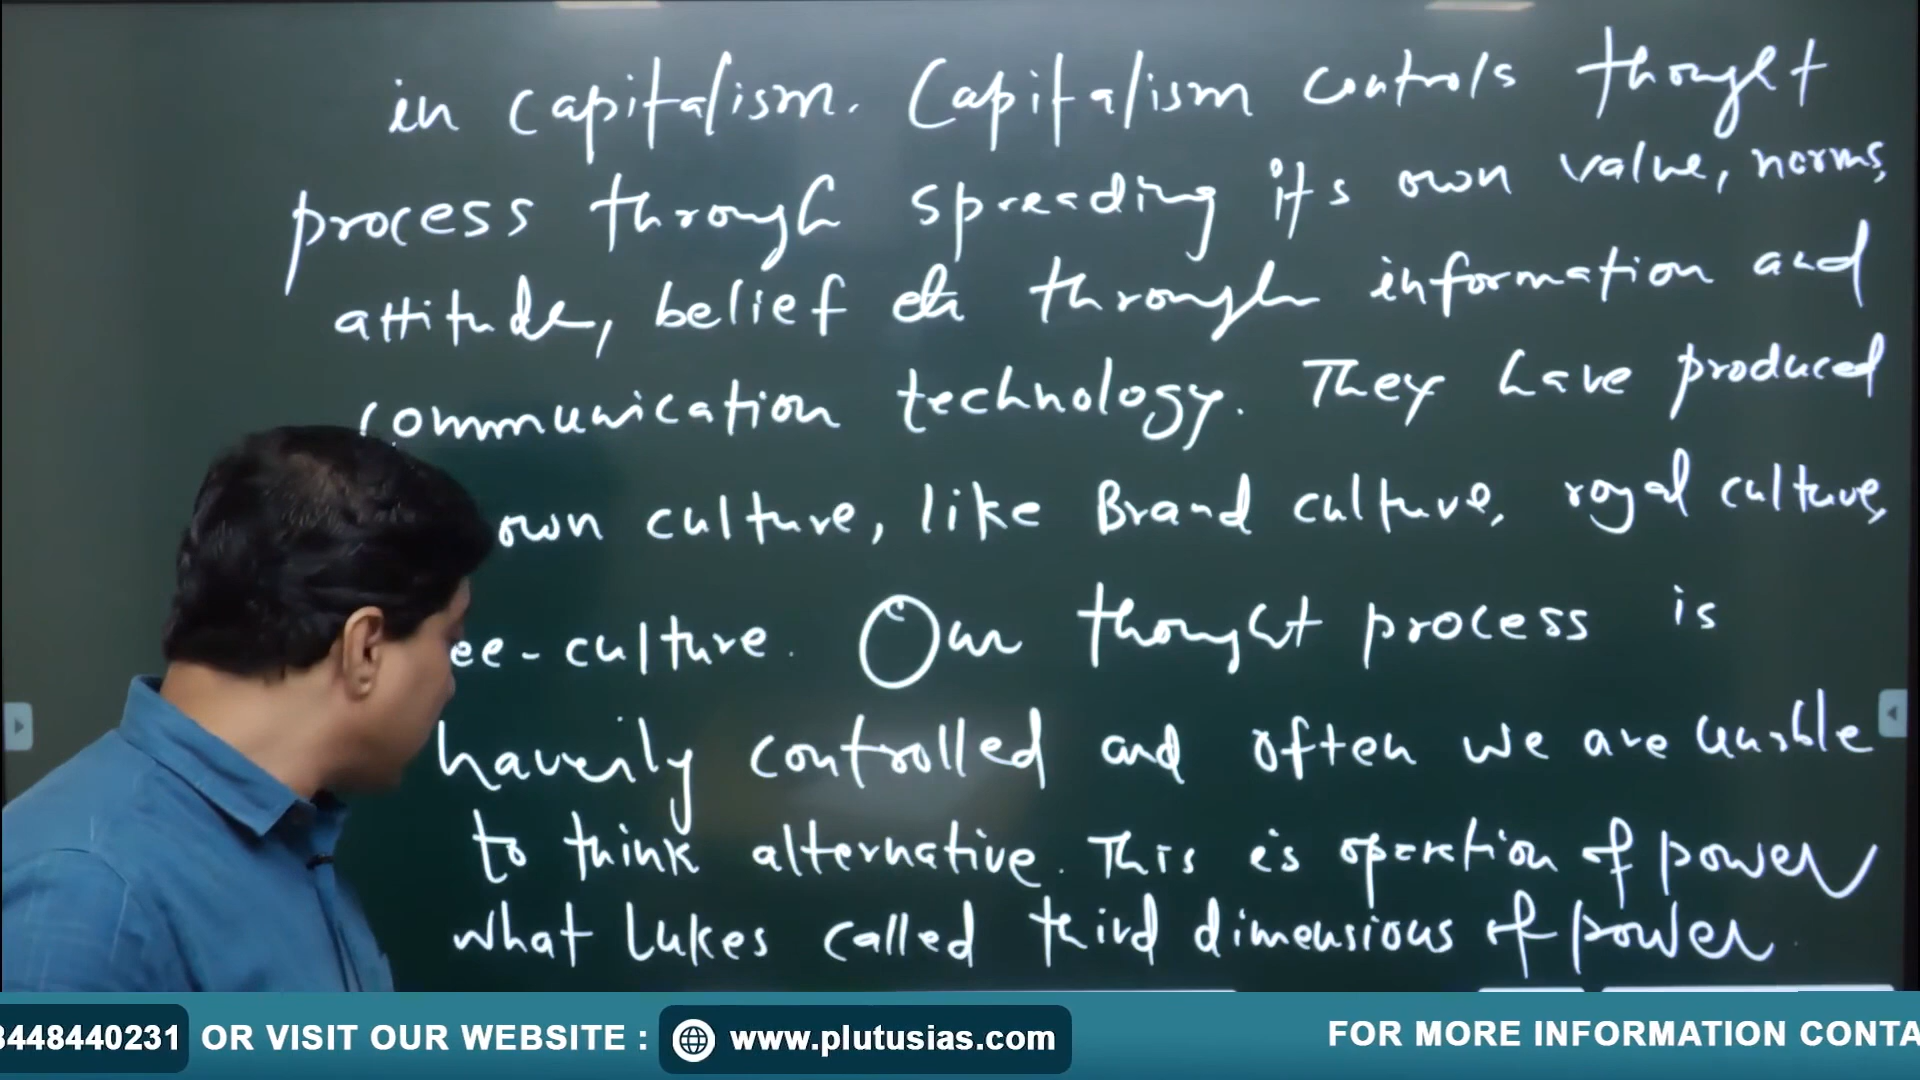 in capitalism. Capitalism controls thought
process through spreading its own value, norms,
attitude, belief etc through information and
communication technology. They have produced
own culture, like Brand culture, royal culture,
ee-culture. Our thought process is
havenily controlled and often we are unable
to think alternative. This is operation of power
what Lukes called third dimensions of power.
8448440231 OR VISIT OUR WEBSITE : www.plutusias.com FOR MORE INFORMATION CONTA